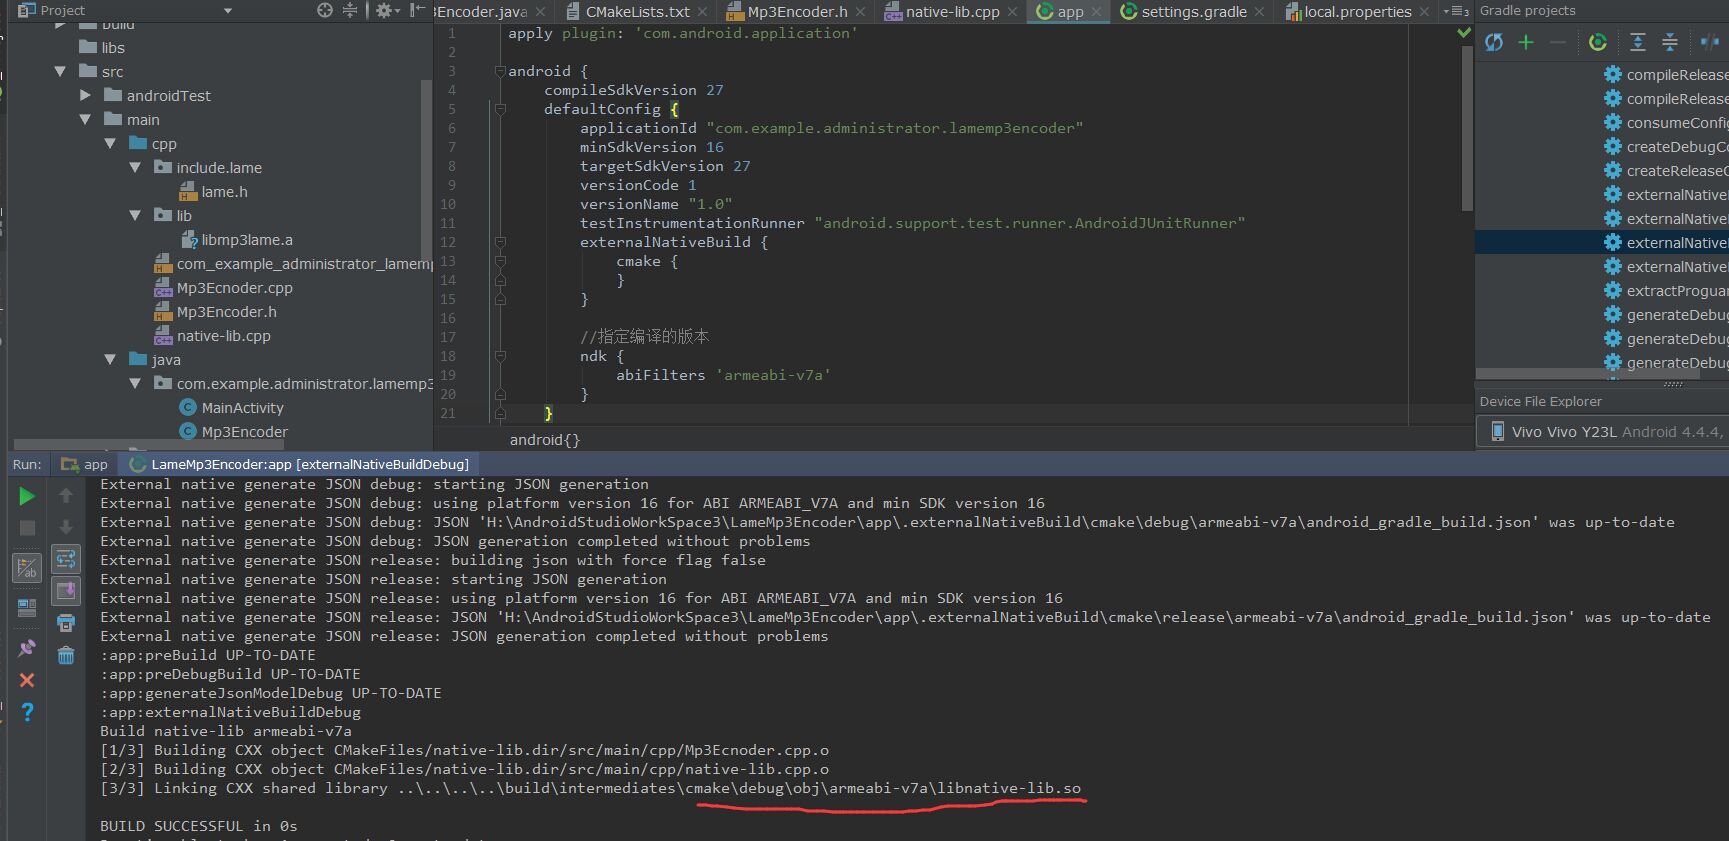 Project
3Encoder.java
CMakeLists.txt
Mp3Encoder.h
native-lib.cpp
app
settings.gradle
local.properties
3
Gradle projects
build
libs
src
androidTest
main
cpp
include.lame
lame.h
lib
libmp3lame.a
com_example_administrator_lamemp
Mp3Ecnoder.cpp
Mp3Encoder.h
native-lib.cpp
java
com.example.administrator.lamemp3
MainActivity
Mp3Encoder
1 apply plugin: 'com.android.application'
2
3 android {
4 compileSdkVersion 27
5 defaultConfig {
6 applicationId "com.example.administrator.lamemp3encoder"
7 minSdkVersion 16
8 targetSdkVersion 27
9 versionCode 1
10 versionName "1.0"
11 testInstrumentationRunner "android.support.test.runner.AndroidJUnitRunner"
12 externalNativeBuild {
13 cmake {
14 }
15 }
16
17 //指定编译的版本
18 ndk {
19 abiFilters 'armeabi-v7a'
20 }
21 }
android{}
compileRelease
compileRelease
consumeConfig
createDebugCo
createReleaseC
externalNativeB
externalNativeB
externalNativeB
externalNativeB
extractProguar
generateDebug
generateDebug
generateDebug
Device File Explorer
Vivo Vivo Y23L Android 4.4.4,
Run: app LameMp3Encoder:app [externalNativeBuildDebug]
External native generate JSON debug: starting JSON generation
External native generate JSON debug: using platform version 16 for ABI ARMEABI_V7A and min SDK version 16
External native generate JSON debug: JSON 'H:\AndroidStudioWorkSpace3\LameMp3Encoder\app\.externalNativeBuild\cmake\debug\armeabi-v7a\android_gradle_build.json' was up-to-date
External native generate JSON debug: JSON generation completed without problems
External native generate JSON release: building json with force flag false
External native generate JSON release: starting JSON generation
External native generate JSON release: using platform version 16 for ABI ARMEABI_V7A and min SDK version 16
External native generate JSON release: JSON 'H:\AndroidStudioWorkSpace3\LameMp3Encoder\app\.externalNativeBuild\cmake\release\armeabi-v7a\android_gradle_build.json' was up-to-date
External native generate JSON release: JSON generation completed without problems
:app:preBuild UP-TO-DATE
:app:preDebugBuild UP-TO-DATE
:app:generateJsonModelDebug UP-TO-DATE
:app:externalNativeBuildDebug
Build native-lib armeabi-v7a
[1/3] Building CXX object CMakeFiles/native-lib.dir/src/main/cpp/Mp3Ecnoder.cpp.o
[2/3] Building CXX object CMakeFiles/native-lib.dir/src/main/cpp/native-lib.cpp.o
[3/3] Linking CXX shared library ..\..\..\..\build\intermediates\cmake\debug\obj\armeabi-v7a\libnative-lib.so
BUILD SUCCESSFUL in 0s